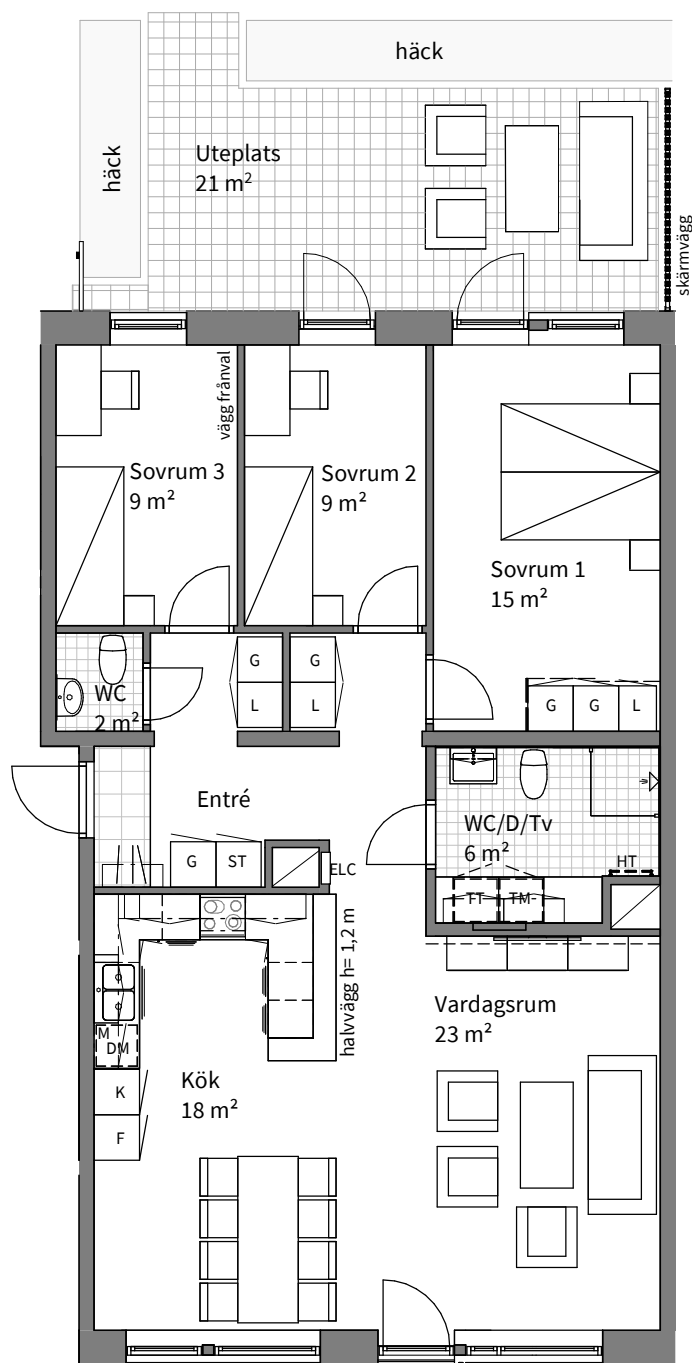 häck
häck
Uteplats
21 m²
skärmvägg
vägg frånval
Sovrum 3
9 m²
Sovrum 2
9 m²
Sovrum 1
15 m²
WC
2 m²
G
L
G
L
G
G
L
Entré
WC/D/Tv
6 m²
HT
G
ST
ELC
TT
TM
halvvägg h= 1,2 m
Vardagsrum
23 m²
M
DM
K
F
Kök
18 m²